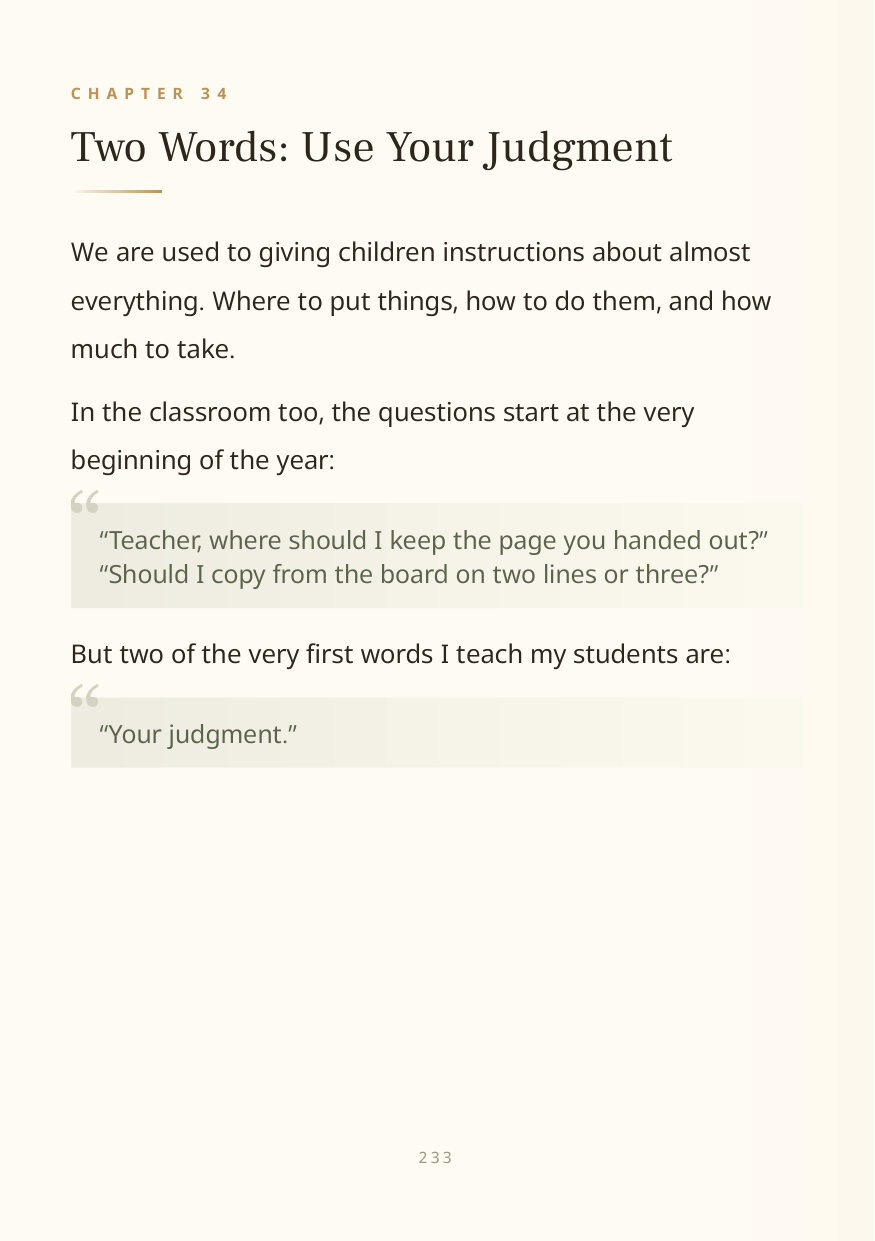 CHAPTER 34
Two Words: Use Your Judgment
We are used to giving children instructions about almost
everything. Where to put things, how to do them, and how
much to take.
In the classroom too, the questions start at the very
beginning of the year:
“
“Teacher, where should I keep the page you handed out?”
“Should I copy from the board on two lines or three?”
But two of the very first words I teach my students are:
“
“Your judgment.”
233